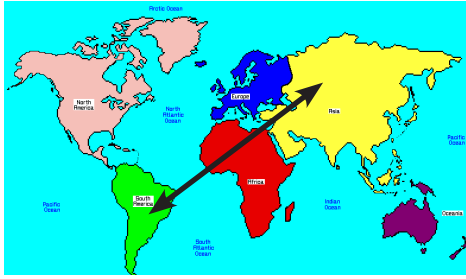 Arctic Ocean
North
America
Europe
Asia
North
Atlantic
Ocean
Pacific
Ocean
Africa
South
America
Pacific
Ocean
Indian
Ocean
Oceania
South
Atlantic
Ocean